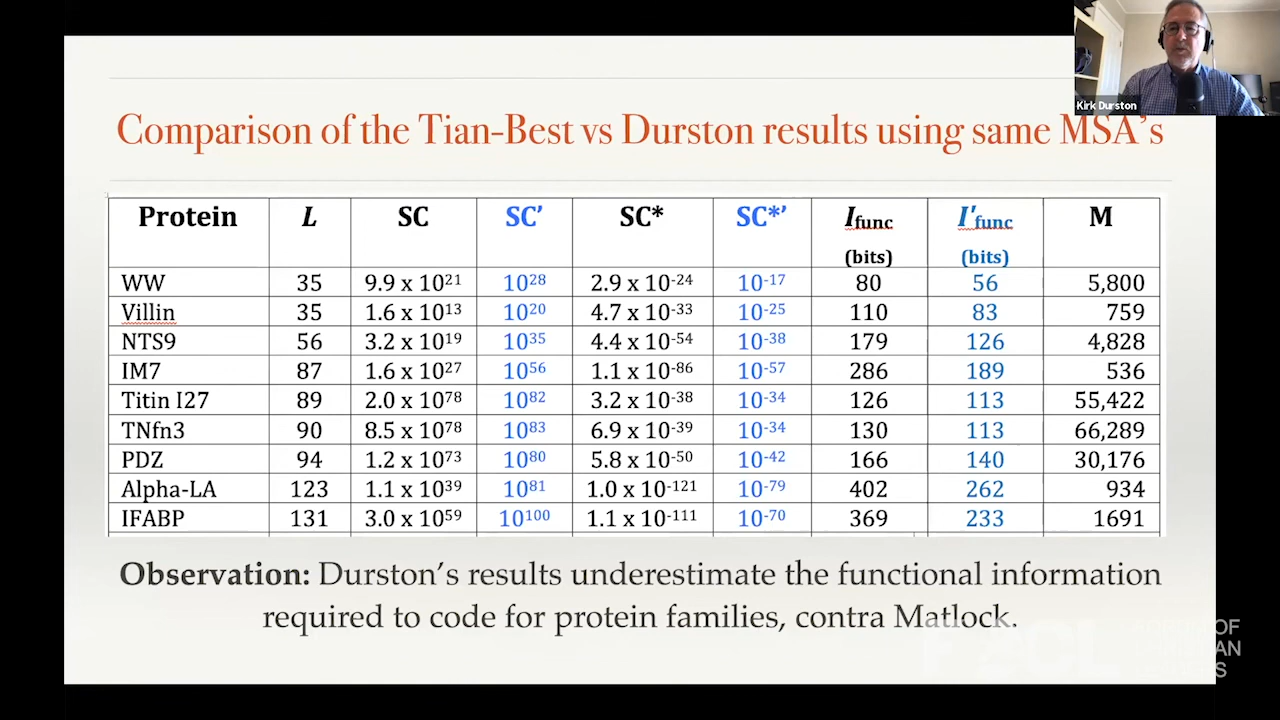 Kirk Durston
Comparison of the Tian-Best vs Durston results using same MSA's
Protein L SC SC' SC* SC*' Ifunc (bits) I'func (bits) M
WW 35 9.9 x 10²¹ 10²⁸ 2.9 x 10⁻²⁴ 10⁻¹⁷ 80 56 5,800
Villin 35 1.6 x 10¹³ 10²⁰ 4.7 x 10⁻³³ 10⁻²⁵ 110 83 759
NTS9 56 3.2 x 10¹⁹ 10³⁵ 4.4 x 10⁻⁵⁴ 10⁻³⁸ 179 126 4,828
IM7 87 1.6 x 10²⁷ 10⁵⁶ 1.1 x 10⁻⁸⁶ 10⁻⁵⁷ 286 189 536
Titin I27 89 2.0 x 10⁷⁸ 10⁸² 3.2 x 10⁻³⁸ 10⁻³⁴ 126 113 55,422
TNfn3 90 8.5 x 10⁷⁸ 10⁸³ 6.9 x 10⁻³⁹ 10⁻³⁴ 130 113 66,289
PDZ 94 1.2 x 10⁷³ 10⁸⁰ 5.8 x 10⁻⁵⁰ 10⁻⁴² 166 140 30,176
Alpha-LA 123 1.1 x 10³⁹ 10⁸¹ 1.0 x 10⁻¹²¹ 10⁻⁷⁹ 402 262 934
IFABP 131 3.0 x 10⁵⁹ 10¹⁰⁰ 1.1 x 10⁻¹¹¹ 10⁻⁷⁰ 369 233 1691
Observation: Durston's results underestimate the functional information
required to code for protein families, contra Matlock.